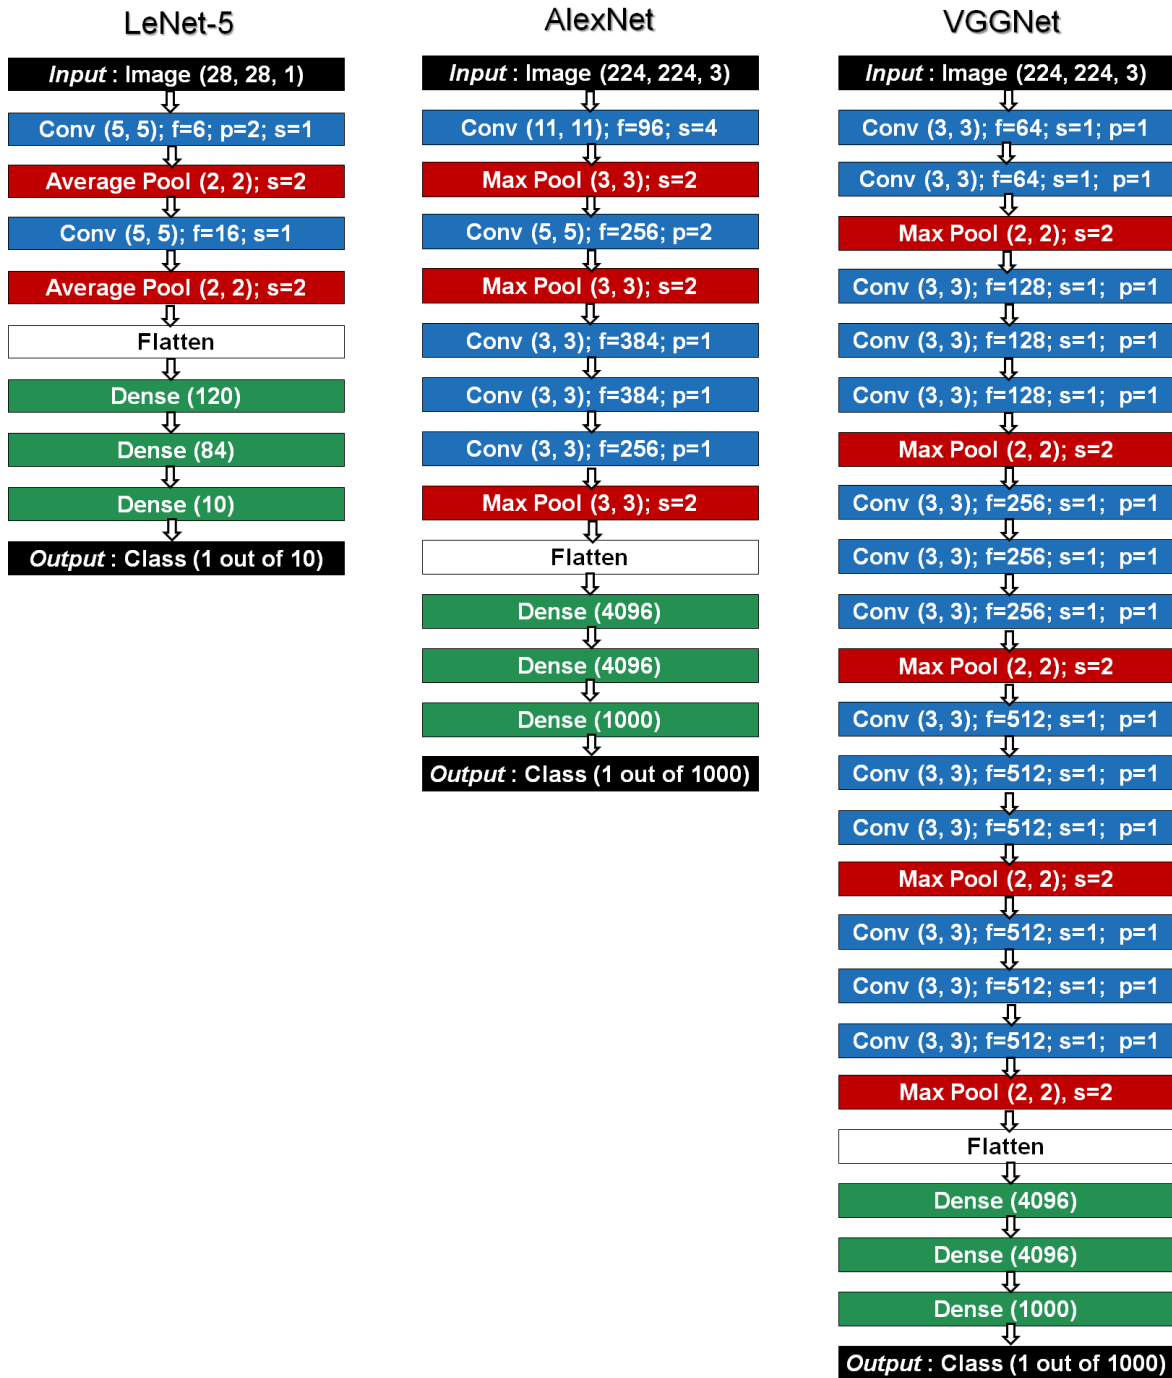 LeNet-5
Input : Image (28, 28, 1)
Conv (5, 5); f=6; p=2; s=1
Average Pool (2, 2); s=2
Conv (5, 5); f=16; s=1
Average Pool (2, 2); s=2
Flatten
Dense (120)
Dense (84)
Dense (10)
Output : Class (1 out of 10)
AlexNet
Input : Image (224, 224, 3)
Conv (11, 11); f=96; s=4
Max Pool (3, 3); s=2
Conv (5, 5); f=256; p=2
Max Pool (3, 3); s=2
Conv (3, 3); f=384; p=1
Conv (3, 3); f=384; p=1
Conv (3, 3); f=256; p=1
Max Pool (3, 3); s=2
Flatten
Dense (4096)
Dense (4096)
Dense (1000)
Output : Class (1 out of 1000)
VGGNet
Input : Image (224, 224, 3)
Conv (3, 3); f=64; s=1; p=1
Conv (3, 3); f=64; s=1; p=1
Max Pool (2, 2); s=2
Conv (3, 3); f=128; s=1; p=1
Conv (3, 3); f=128; s=1; p=1
Conv (3, 3); f=128; s=1; p=1
Max Pool (2, 2); s=2
Conv (3, 3); f=256; s=1; p=1
Conv (3, 3); f=256; s=1; p=1
Conv (3, 3); f=256; s=1; p=1
Max Pool (2, 2); s=2
Conv (3, 3); f=512; s=1; p=1
Conv (3, 3); f=512; s=1; p=1
Conv (3, 3); f=512; s=1; p=1
Max Pool (2, 2); s=2
Conv (3, 3); f=512; s=1; p=1
Conv (3, 3); f=512; s=1; p=1
Conv (3, 3); f=512; s=1; p=1
Max Pool (2, 2), s=2
Flatten
Dense (4096)
Dense (4096)
Dense (1000)
Output : Class (1 out of 1000)